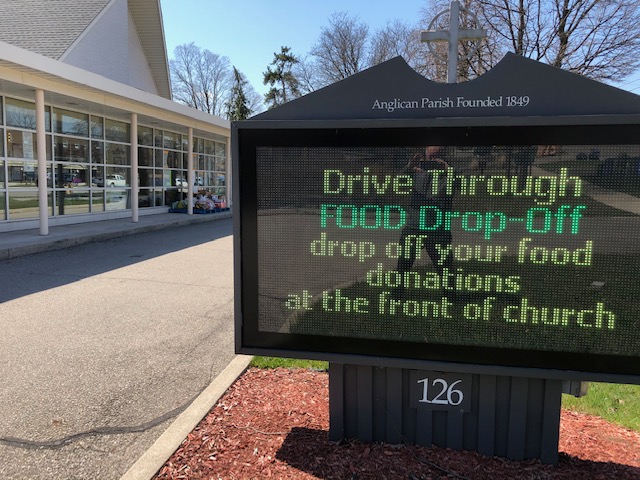 Anglican Parish Founded 1849
Drive Through
FOOD Drop-Off
drop off your food
donations
at the front of church
126